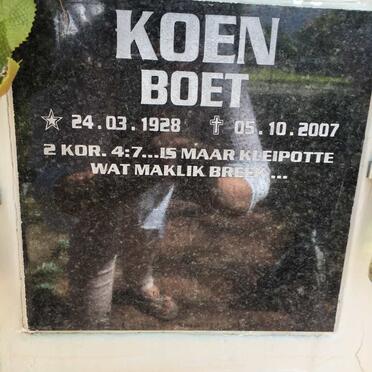 KOEN
BOET
24.03.1928 05.10.2007
2 KOR. 4:7...IS MAAR KLEIPOTTE
WAT MAKLIK BREEK...